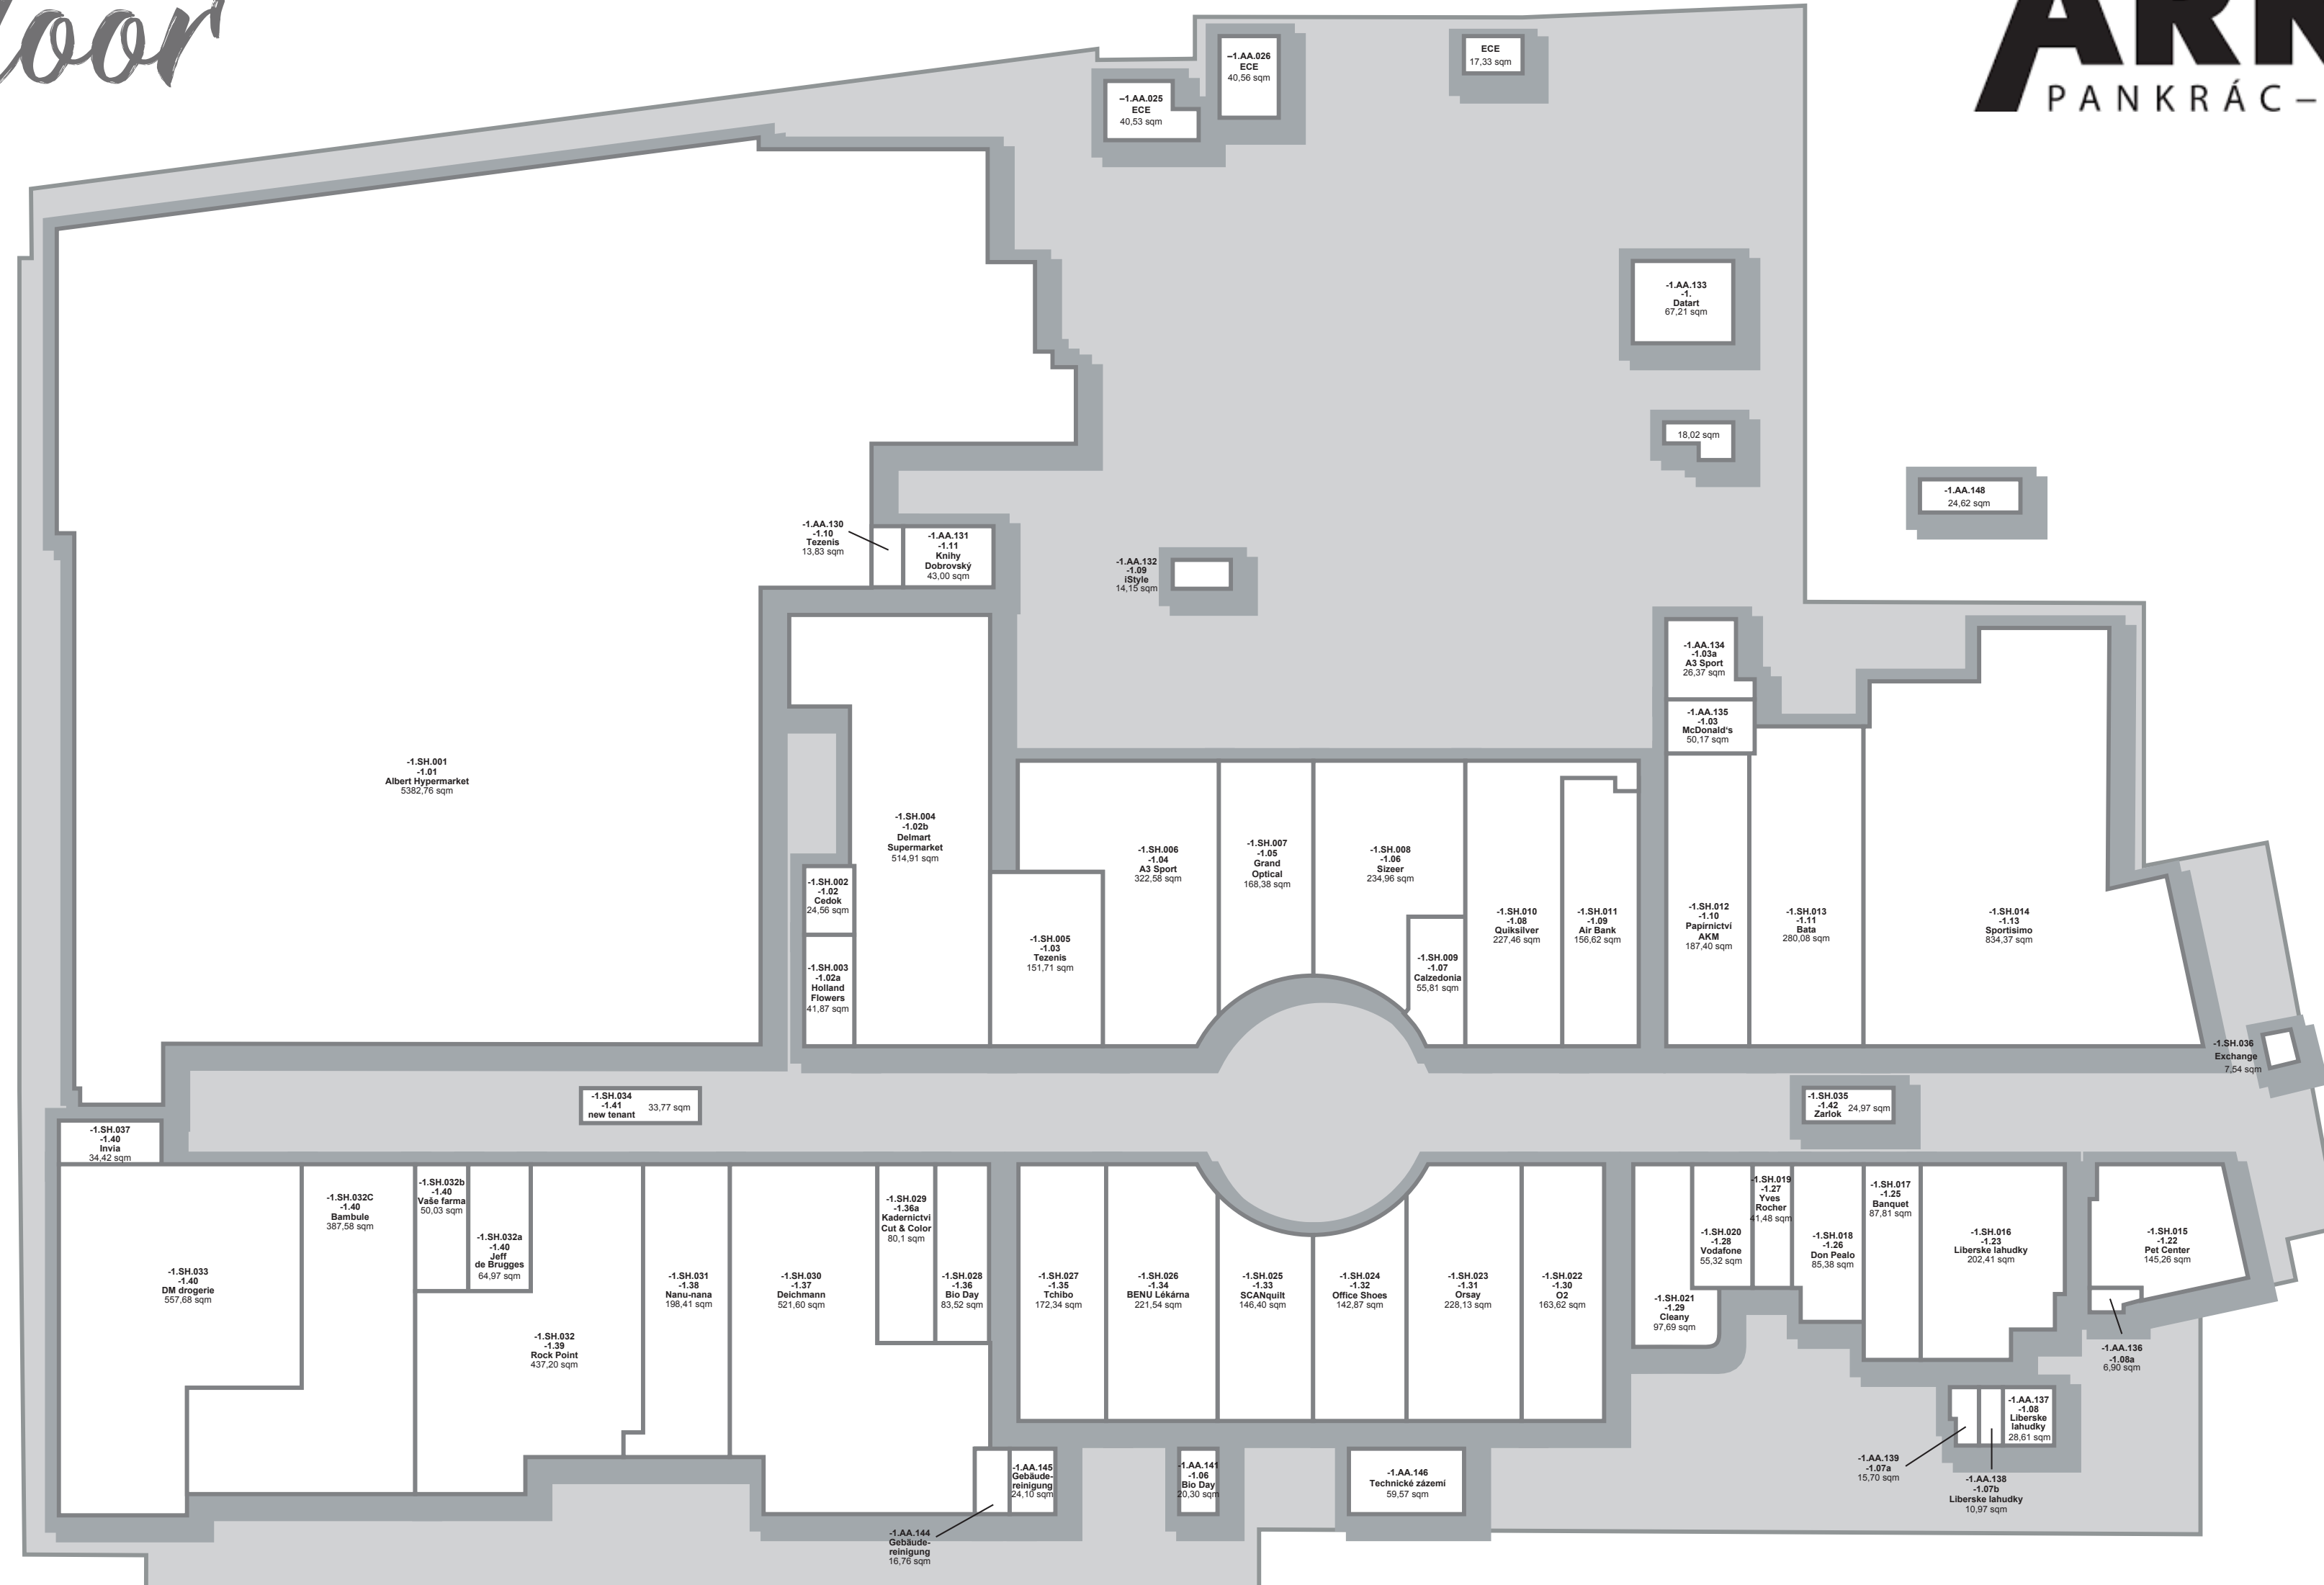 –1.AA.026
ECE
40,56 sqm
ECE
17,33 sqm
–1.AA.025
ECE
40,53 sqm
PANKRÁC–
-1.AA.133
-1.
Datart
67,21 sqm
18,02 sqm
-1.AA.148
24,62 sqm
-1.AA.130
-1.10
Tezenis
13,83 sqm
-1.AA.131
-1.11
Knihy
Dobrovský
43,00 sqm
-1.AA.132
-1.09
iStyle
14,15 sqm
-1.AA.134
-1.03a
A3 Sport
26,37 sqm
-1.AA.135
-1.03
McDonald's
50,17 sqm
-1.SH.001
-1.01
Albert Hypermarket
5382,76 sqm
-1.SH.004
-1.02b
Delmart
Supermarket
514,91 sqm
-1.SH.002
-1.02
Cedok
24,56 sqm
-1.SH.003
-1.02a
Holland
Flowers
41,87 sqm
-1.SH.005
-1.03
Tezenis
151,71 sqm
-1.SH.006
-1.04
A3 Sport
322,58 sqm
-1.SH.007
-1.05
Grand
Optical
168,38 sqm
-1.SH.008
-1.06
Sizeer
234,96 sqm
-1.SH.009
-1.07
Calzedonia
55,81 sqm
-1.SH.010
-1.08
Quiksilver
227,46 sqm
-1.SH.011
-1.09
Air Bank
156,62 sqm
-1.SH.012
-1.10
Papírnictví
AKM
187,40 sqm
-1.SH.013
-1.11
Bata
280,08 sqm
-1.SH.014
-1.13
Sportisimo
834,37 sqm
-1.SH.036
Exchange
7,54 sqm
-1.SH.034
-1.41
new tenant
33,77 sqm
-1.SH.035
-1.42
Zarlok
24,97 sqm
-1.SH.037
-1.40
Invia
34,42 sqm
-1.SH.033
-1.40
DM drogerie
557,68 sqm
-1.SH.032C
-1.40
Bambule
387,58 sqm
-1.SH.032b
-1.40
Vaše farma
50,03 sqm
-1.SH.032a
-1.40
Jeff
de Brugges
64,97 sqm
-1.SH.032
-1.39
Rock Point
437,20 sqm
-1.SH.031
-1.38
Nanu-nana
198,41 sqm
-1.SH.030
-1.37
Deichmann
521,60 sqm
-1.SH.029
-1.36a
Kadernictvi
Cut & Color
80,1 sqm
-1.SH.028
-1.36
Bio Day
83,52 sqm
-1.SH.027
-1.35
Tchibo
172,34 sqm
-1.SH.026
-1.34
BENU Lékárna
221,54 sqm
-1.SH.025
-1.33
SCANquilt
146,40 sqm
-1.SH.024
-1.32
Office Shoes
142,87 sqm
-1.SH.023
-1.31
Orsay
228,13 sqm
-1.SH.022
-1.30
O2
163,62 sqm
-1.SH.021
-1.29
Cleany
97,69 sqm
-1.SH.020
-1.28
Vodafone
55,32 sqm
-1.SH.019
-1.27
Yves
Rocher
41,48 sqm
-1.SH.018
-1.26
Don Pealo
85,38 sqm
-1.SH.017
-1.25
Banquet
87,81 sqm
-1.SH.016
-1.23
Liberske lahudky
202,41 sqm
-1.SH.015
-1.22
Pet Center
145,26 sqm
-1.AA.136
-1.08a
6,90 sqm
-1.AA.137
-1.08
Liberske
lahudky
28,61 sqm
-1.AA.139
-1.07a
15,70 sqm
-1.AA.138
-1.07b
Liberske lahudky
10,97 sqm
-1.AA.145
Gebäude-
reinigung
24,10 sqm
-1.AA.141
-1.06
Bio Day
20,30 sqm
-1.AA.146
Technické zázemí
59,57 sqm
-1.AA.144
Gebäude-
reinigung
16,76 sqm